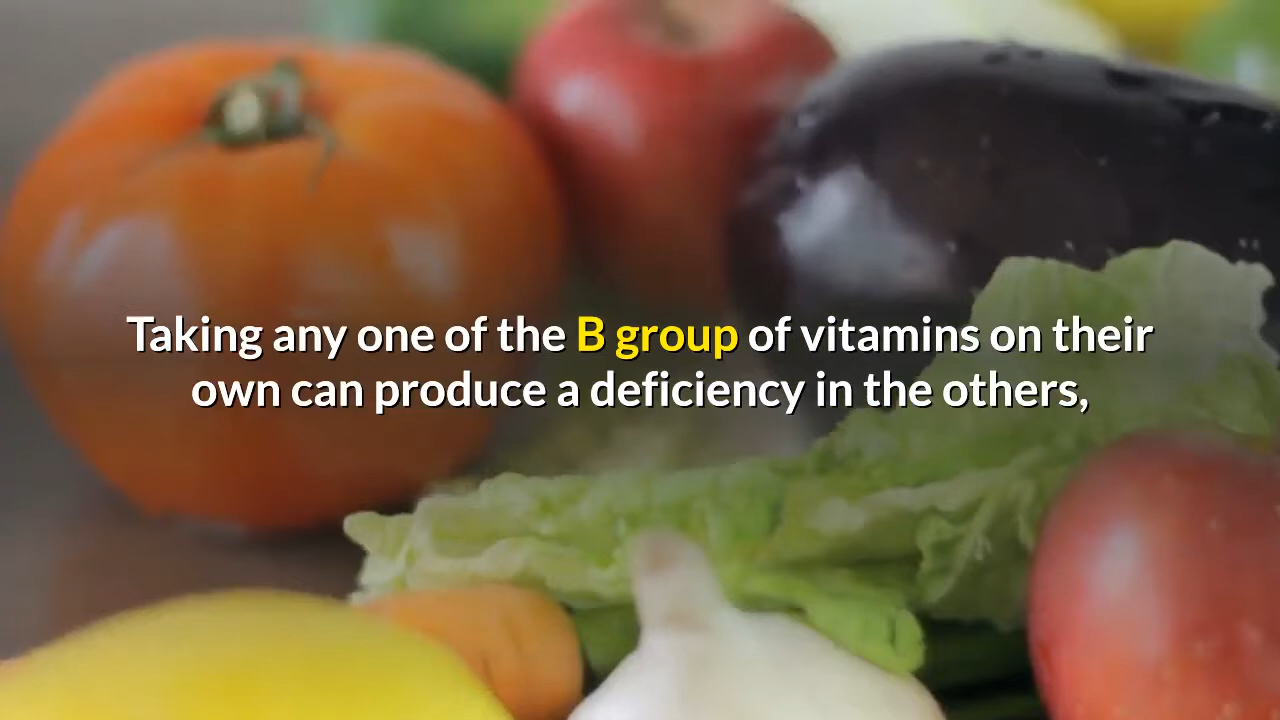 Taking any one of the B group of vitamins on their
own can produce a deficiency in the others,